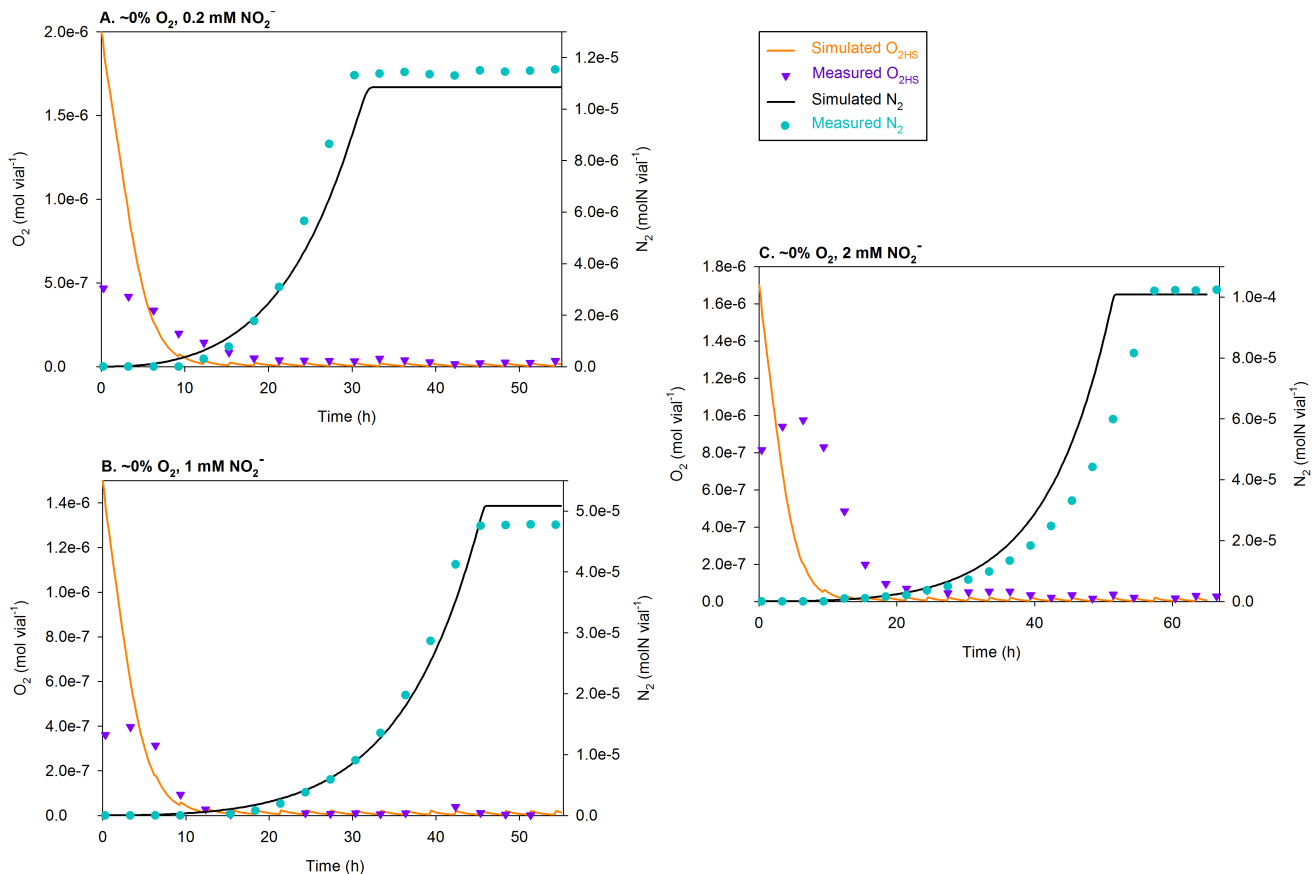 A. ~0% O₂, 0.2 mM NO₂⁻
2.0e-6
1.5e-6
1.0e-6
5.0e-7
0.0
O₂ (mol vial⁻¹)
1.2e-5
1.0e-5
8.0e-6
6.0e-6
4.0e-6
2.0e-6
0.0
N₂ (molN vial⁻¹)
0 10 20 30 40 50
Time (h)
Simulated O₂HS
Measured O₂HS
Simulated N₂
Measured N₂
B. ~0% O₂, 1 mM NO₂⁻
1.4e-6
1.2e-6
1.0e-6
8.0e-7
6.0e-7
4.0e-7
2.0e-7
0.0
O₂ (mol vial⁻¹)
5.0e-5
4.0e-5
3.0e-5
2.0e-5
1.0e-5
0.0
N₂ (molN vial⁻¹)
0 10 20 30 40 50
Time (h)
C. ~0% O₂, 2 mM NO₂⁻
1.8e-6
1.6e-6
1.4e-6
1.2e-6
1.0e-6
8.0e-7
6.0e-7
4.0e-7
2.0e-7
0.0
O₂ (mol vial⁻¹)
1.0e-4
8.0e-5
6.0e-5
4.0e-5
2.0e-5
0.0
N₂ (molN vial⁻¹)
0 20 40 60
Time (h)